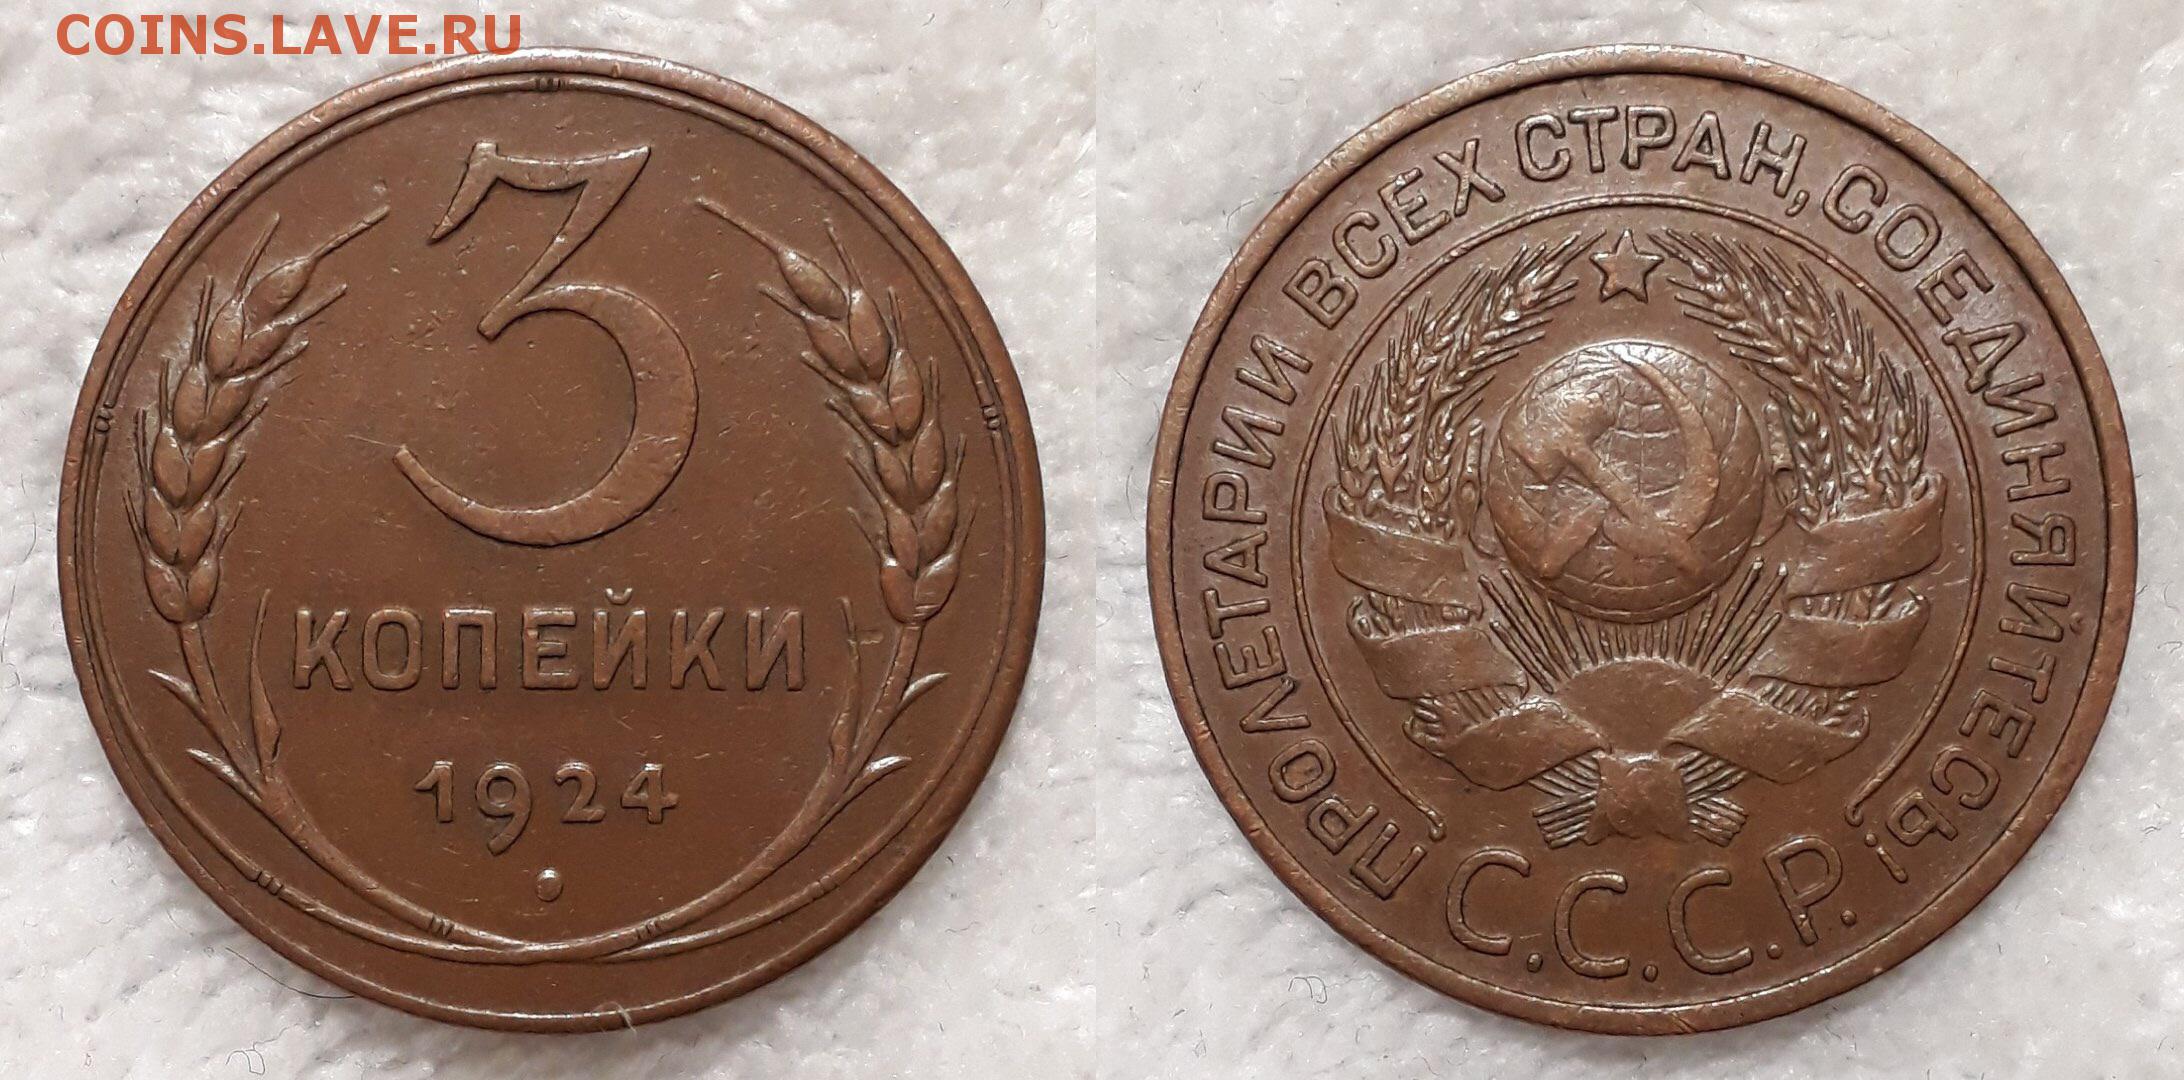 COINS.LAVE.RU
3
КОПЕЙКИ
1924
ПРОЛЕТАРИИ ВСЕХ СТРАН, СОЕДИНЯЙТЕСЬ!
С.С.С.Р.